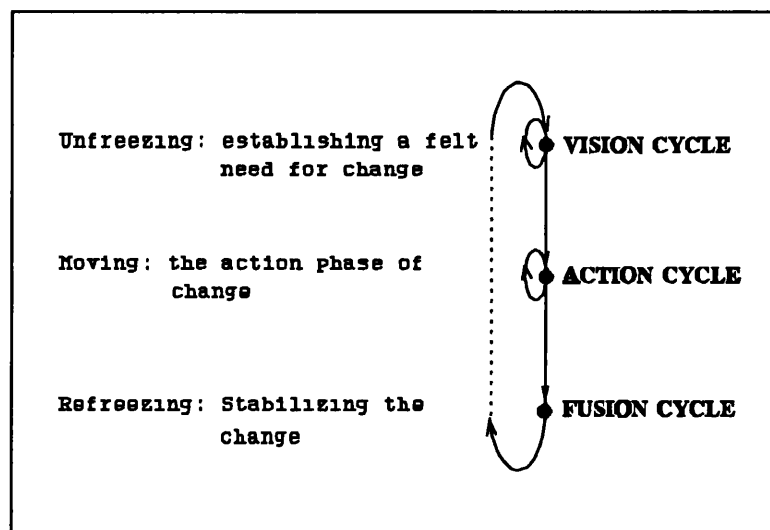 Unfreezing: establishing a felt
need for change
VISION CYCLE
Moving: the action phase of
change
ACTION CYCLE
Refreezing: Stabilizing the
change
FUSION CYCLE